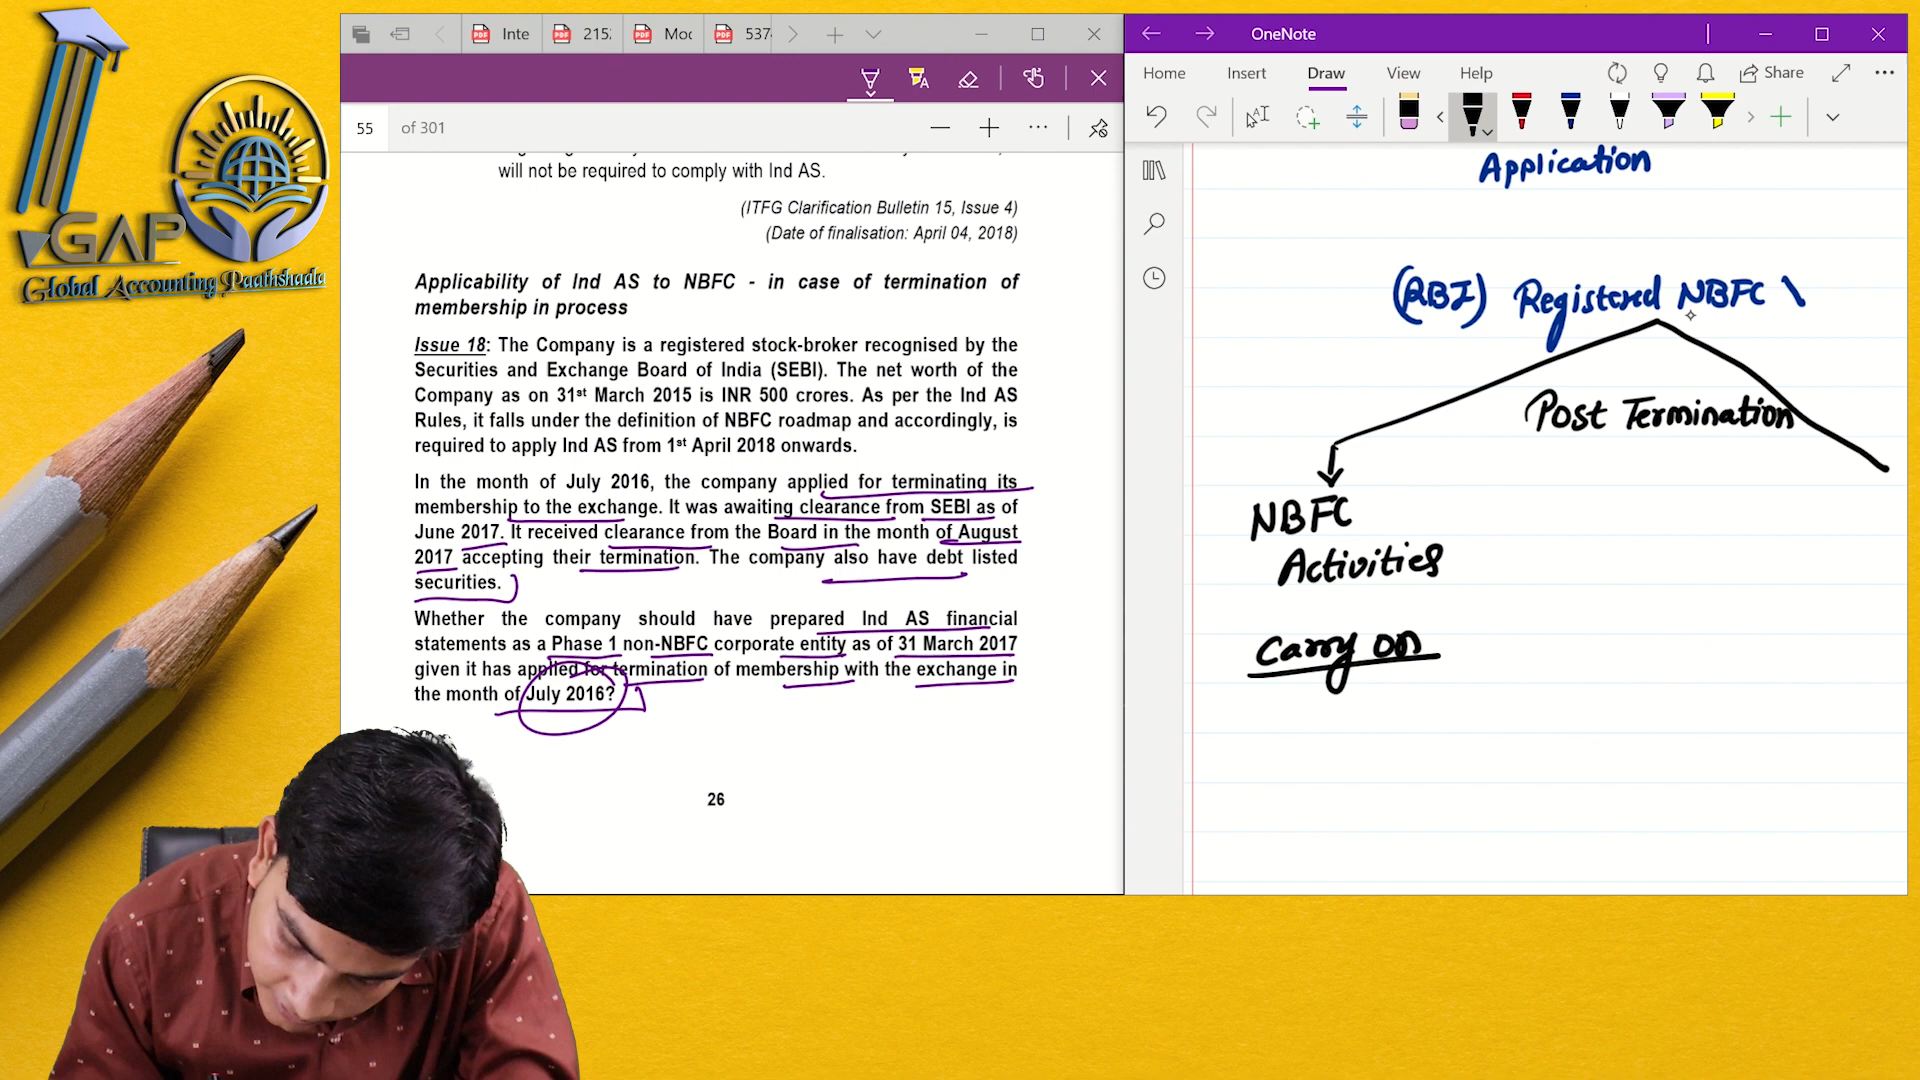 GAP
Global Accounting Paathshaala
Inte
215:
Moc
537
55 of 301
will not be required to comply with Ind AS.
(ITFG Clarification Bulletin 15, Issue 4)
(Date of finalisation: April 04, 2018)
Applicability of Ind AS to NBFC - in case of termination of
membership in process
Issue 18: The Company is a registered stock-broker recognised by the
Securities and Exchange Board of India (SEBI). The net worth of the
Company as on 31st March 2015 is INR 500 crores. As per the Ind AS
Rules, it falls under the definition of NBFC roadmap and accordingly, is
required to apply Ind AS from 1st April 2018 onwards.
In the month of July 2016, the company applied for terminating its
membership to the exchange. It was awaiting clearance from SEBI as of
June 2017. It received clearance from the Board in the month of August
2017 accepting their termination. The company also have debt listed
securities.
Whether the company should have prepared Ind AS financial
statements as a Phase 1 non-NBFC corporate entity as of 31 March 2017
given it has applied for termination of membership with the exchange in
the month of July 2016?
26
OneNote
Home Insert Draw View Help Share
Application
(RBI) Registered NBFC
Post Termination
NBFC
Activities
Carry on